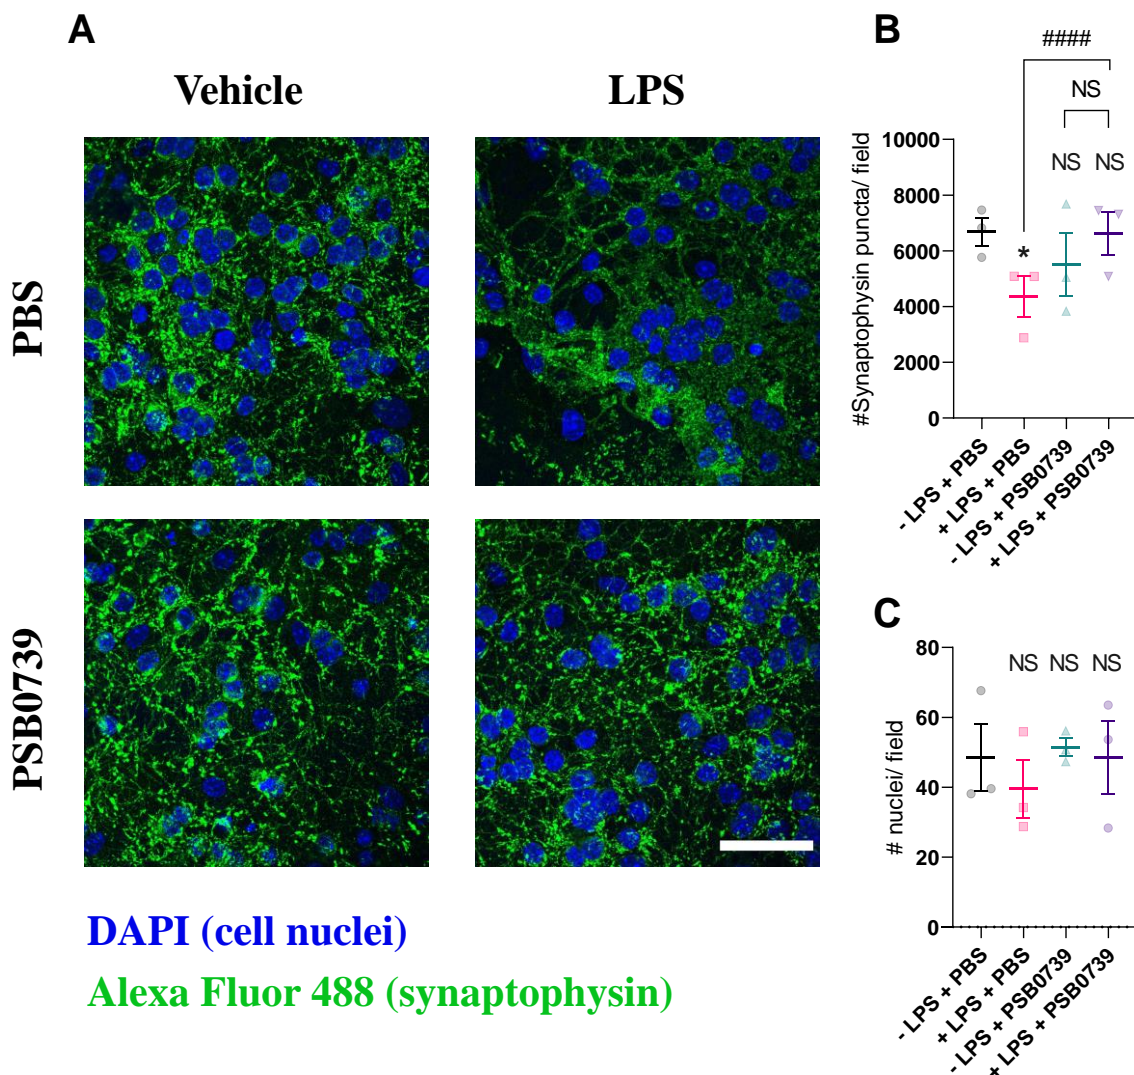 A
Vehicle
LPS
PBS
PSB0739
DAPI (cell nuclei)
Alexa Fluor 488 (synaptophysin)
B
####
NS
NS
NS
*
#Synaptophysin puncta/ field
10000
8000
6000
4000
2000
0
- LPS + PBS
+ LPS + PBS
- LPS + PSB0739
+ LPS + PSB0739
C
NS
NS
NS
# nuclei/ field
80
60
40
20
0
- LPS + PBS
+ LPS + PBS
- LPS + PSB0739
+ LPS + PSB0739